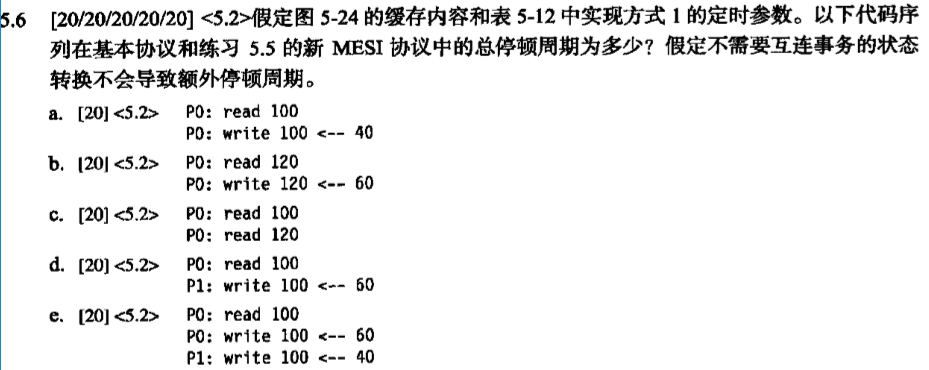 5.6 [20/20/20/20/20] <5.2>假定图 5-24 的缓存内容和表 5-12 中实现方式 1 的定时参数。以下代码序
列在基本协议和练习 5.5 的新 MESI 协议中的总停顿周期为多少？假定不需要互连事务的状态
转换不会导致额外停顿周期。
a. [20] <5.2> P0: read 100
P0: write 100 <-- 40
b. [20] <5.2> P0: read 120
P0: write 120 <-- 60
c. [20] <5.2> P0: read 100
P0: read 120
d. [20] <5.2> P0: read 100
P1: write 100 <-- 60
e. [20] <5.2> P0: read 100
P0: write 100 <-- 60
P1: write 100 <-- 40